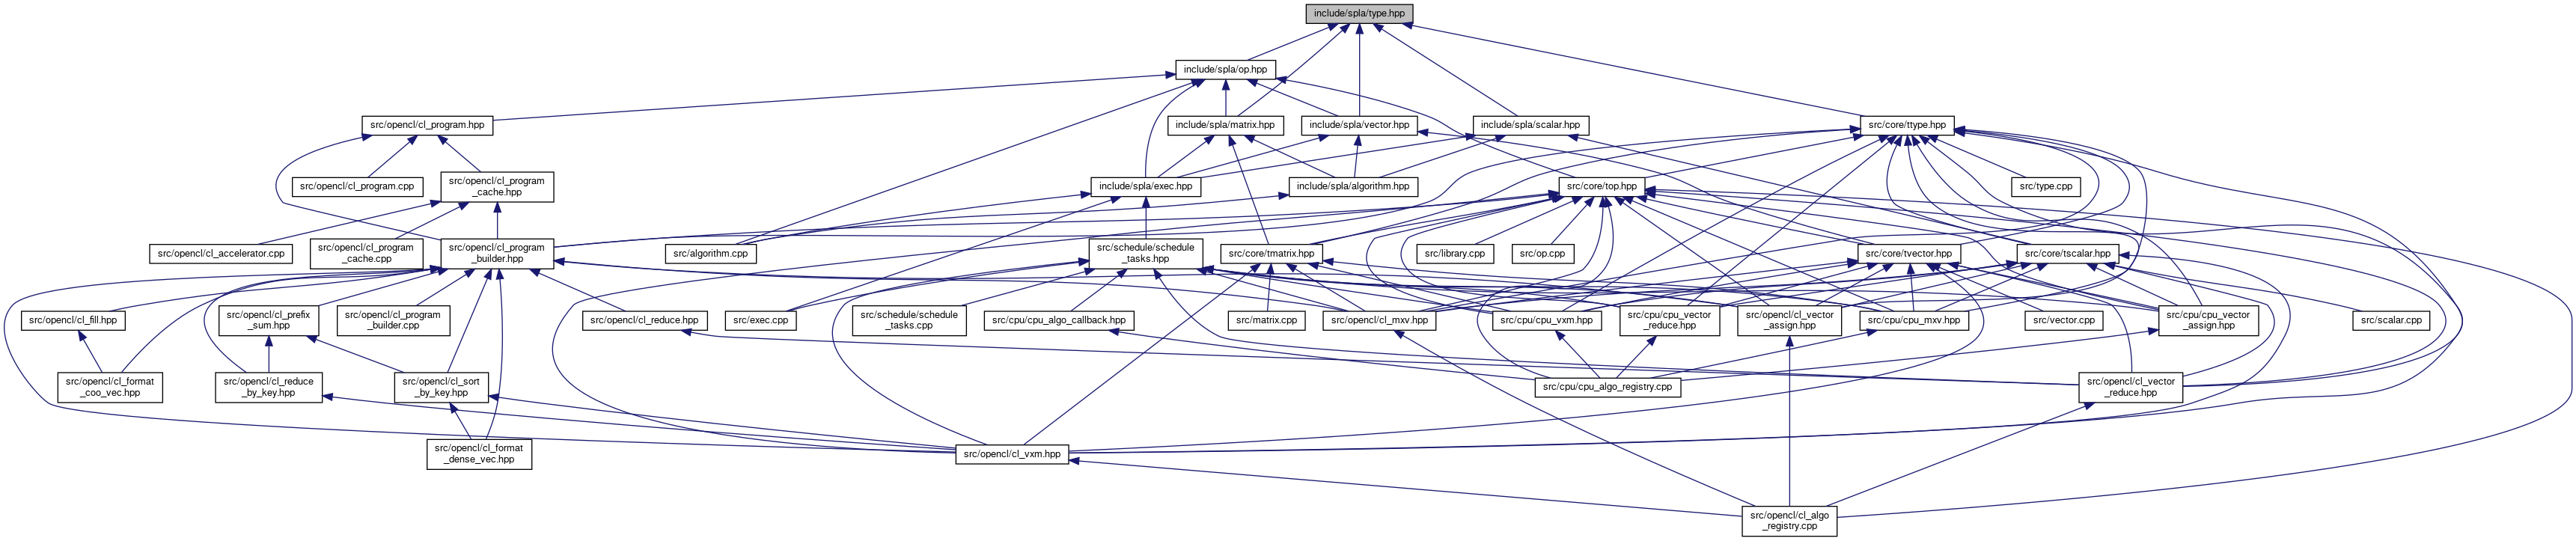 include/spla/type.hpp
include/spla/op.hpp
src/opencl/cl_program.hpp
include/spla/matrix.hpp
include/spla/vector.hpp
include/spla/scalar.hpp
src/core/ttype.hpp
src/opencl/cl_program.cpp
src/opencl/cl_program
_cache.hpp
include/spla/exec.hpp
include/spla/algorithm.hpp
src/core/top.hpp
src/type.cpp
src/opencl/cl_accelerator.cpp
src/opencl/cl_program
_cache.cpp
src/opencl/cl_program
_builder.hpp
src/algorithm.cpp
src/schedule/schedule
_tasks.hpp
src/core/tmatrix.hpp
src/library.cpp
src/op.cpp
src/core/tvector.hpp
src/core/tscalar.hpp
src/opencl/cl_fill.hpp
src/opencl/cl_prefix
_sum.hpp
src/opencl/cl_program
_builder.cpp
src/opencl/cl_reduce.hpp
src/exec.cpp
src/schedule/schedule
_tasks.cpp
src/cpu/cpu_algo_callback.hpp
src/matrix.cpp
src/opencl/cl_mxv.hpp
src/cpu/cpu_vxm.hpp
src/cpu/cpu_vector
_reduce.hpp
src/opencl/cl_vector
_assign.hpp
src/cpu/cpu_mxv.hpp
src/vector.cpp
src/cpu/cpu_vector
_assign.hpp
src/scalar.cpp
src/opencl/cl_format
_coo_vec.hpp
src/opencl/cl_reduce
_by_key.hpp
src/opencl/cl_sort
_by_key.hpp
src/cpu/cpu_algo_registry.cpp
src/opencl/cl_vector
_reduce.hpp
src/opencl/cl_format
_dense_vec.hpp
src/opencl/cl_vxm.hpp
src/opencl/cl_algo
_registry.cpp